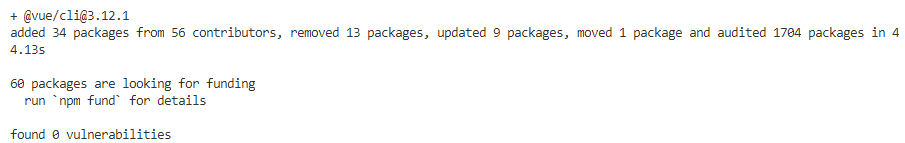 + @vue/cli@3.12.1
added 34 packages from 56 contributors, removed 13 packages, updated 9 packages, moved 1 package and audited 1704 packages in 4
4.13s
60 packages are looking for funding
run `npm fund` for details
found 0 vulnerabilities